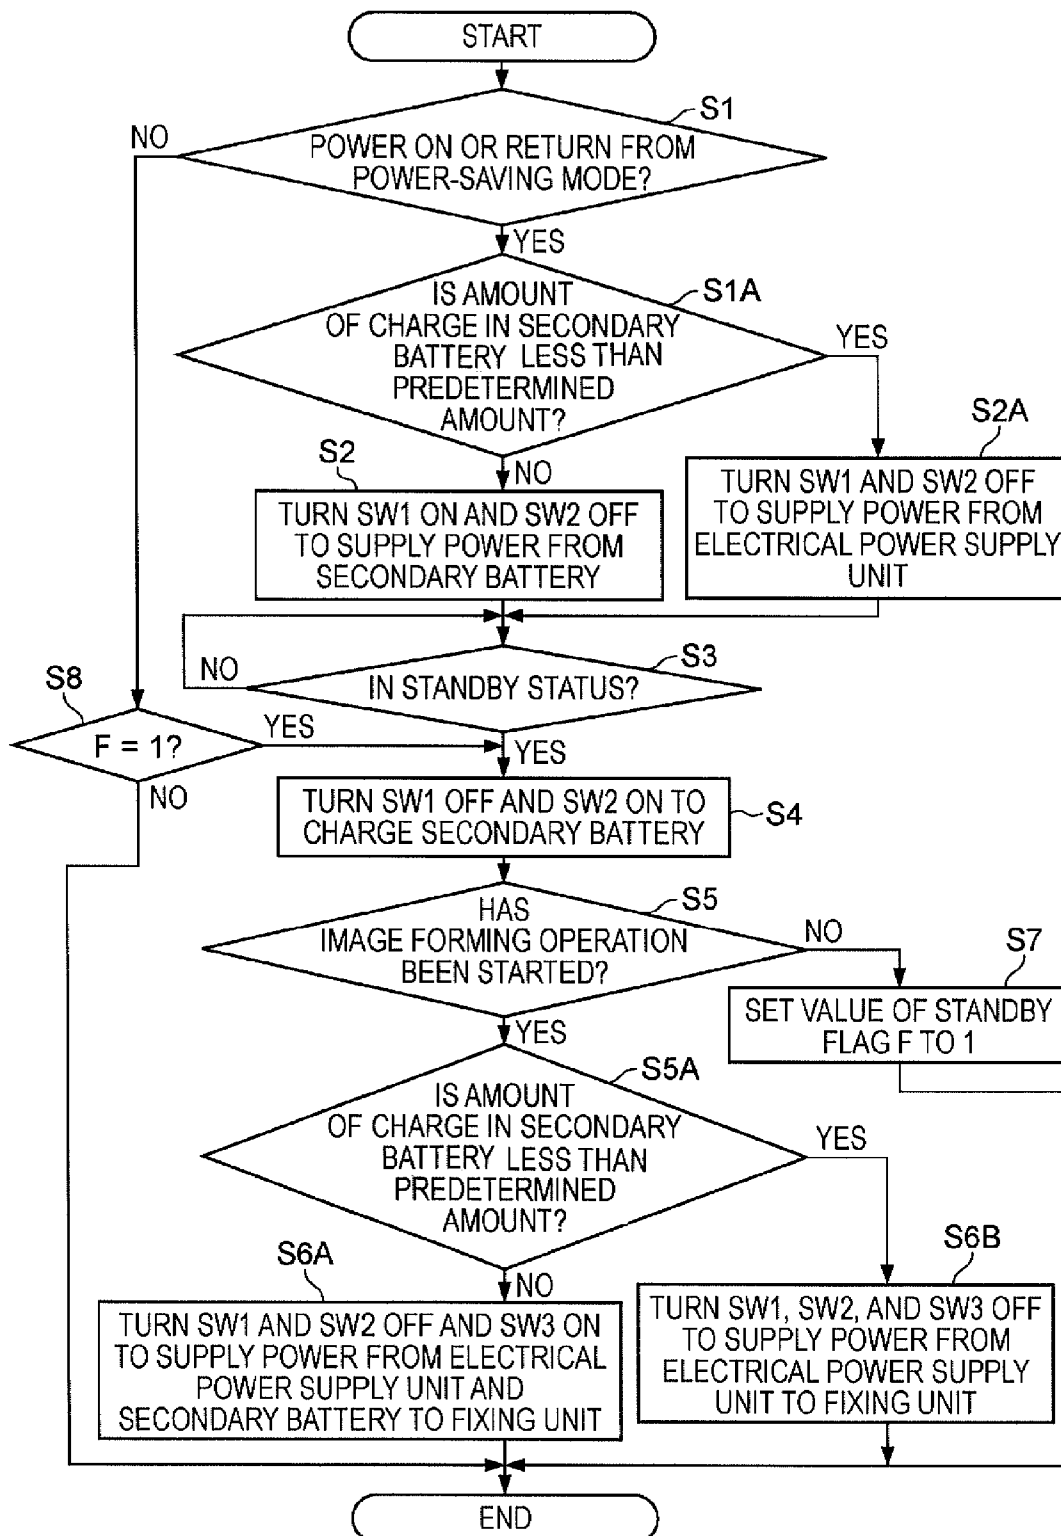 START
S1
NO
POWER ON OR RETURN FROM
POWER-SAVING MODE?
YES
S1A
IS AMOUNT
OF CHARGE IN SECONDARY
BATTERY LESS THAN
PREDETERMINED
AMOUNT?
YES
S2A
S2
NO
TURN SW1 AND SW2 OFF
TO SUPPLY POWER FROM
ELECTRICAL POWER SUPPLY
UNIT
TURN SW1 ON AND SW2 OFF
TO SUPPLY POWER FROM
SECONDARY BATTERY
S3
NO
IN STANDBY STATUS?
S8
YES
F = 1?
YES
NO
TURN SW1 OFF AND SW2 ON TO
CHARGE SECONDARY BATTERY
S4
S5
HAS
IMAGE FORMING OPERATION
BEEN STARTED?
NO
S7
SET VALUE OF STANDBY
FLAG F TO 1
YES
S5A
IS AMOUNT
OF CHARGE IN SECONDARY
BATTERY LESS THAN
PREDETERMINED
AMOUNT?
YES
S6A
NO
S6B
TURN SW1 AND SW2 OFF AND SW3 ON
TO SUPPLY POWER FROM ELECTRICAL
POWER SUPPLY UNIT AND
SECONDARY BATTERY TO FIXING UNIT
TURN SW1, SW2, AND SW3 OFF
TO SUPPLY POWER FROM
ELECTRICAL POWER SUPPLY
UNIT TO FIXING UNIT
END